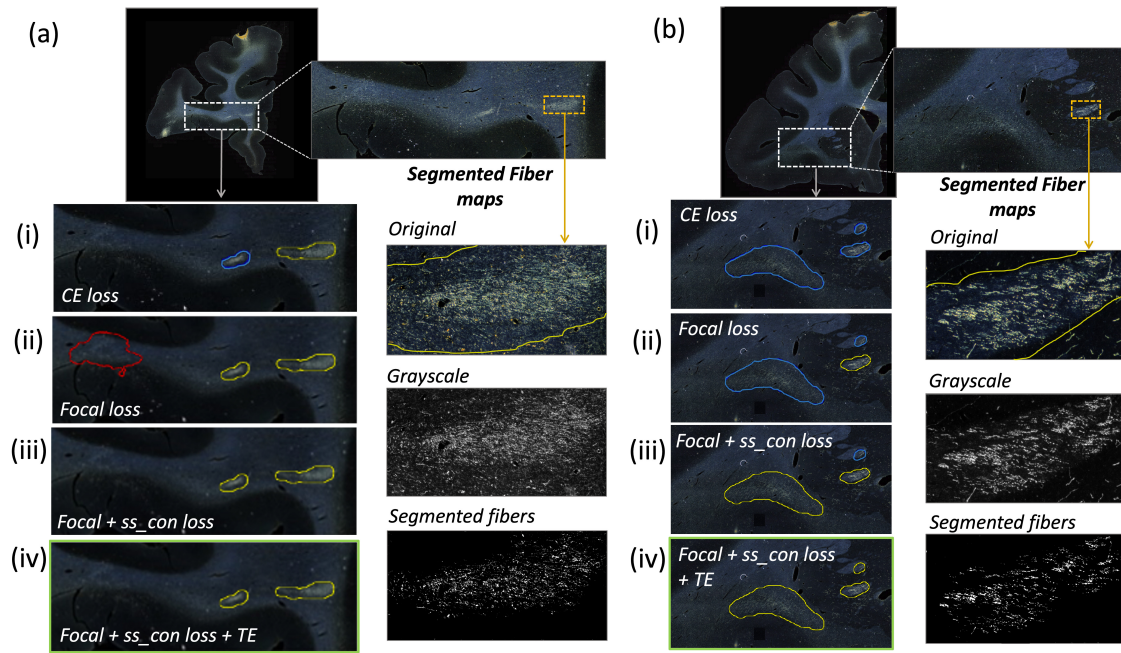 (a)
Segmented Fiber
maps
Original
(i)
CE loss
(ii)
Focal loss
Grayscale
(iii)
Focal + ss_con loss
Segmented fibers
(iv)
Focal + ss_con loss + TE
(b)
Segmented Fiber
maps
(i)
CE loss
Original
(ii)
Focal loss
Grayscale
(iii)
Focal + ss_con loss
Segmented fibers
(iv)
Focal + ss_con loss
+ TE